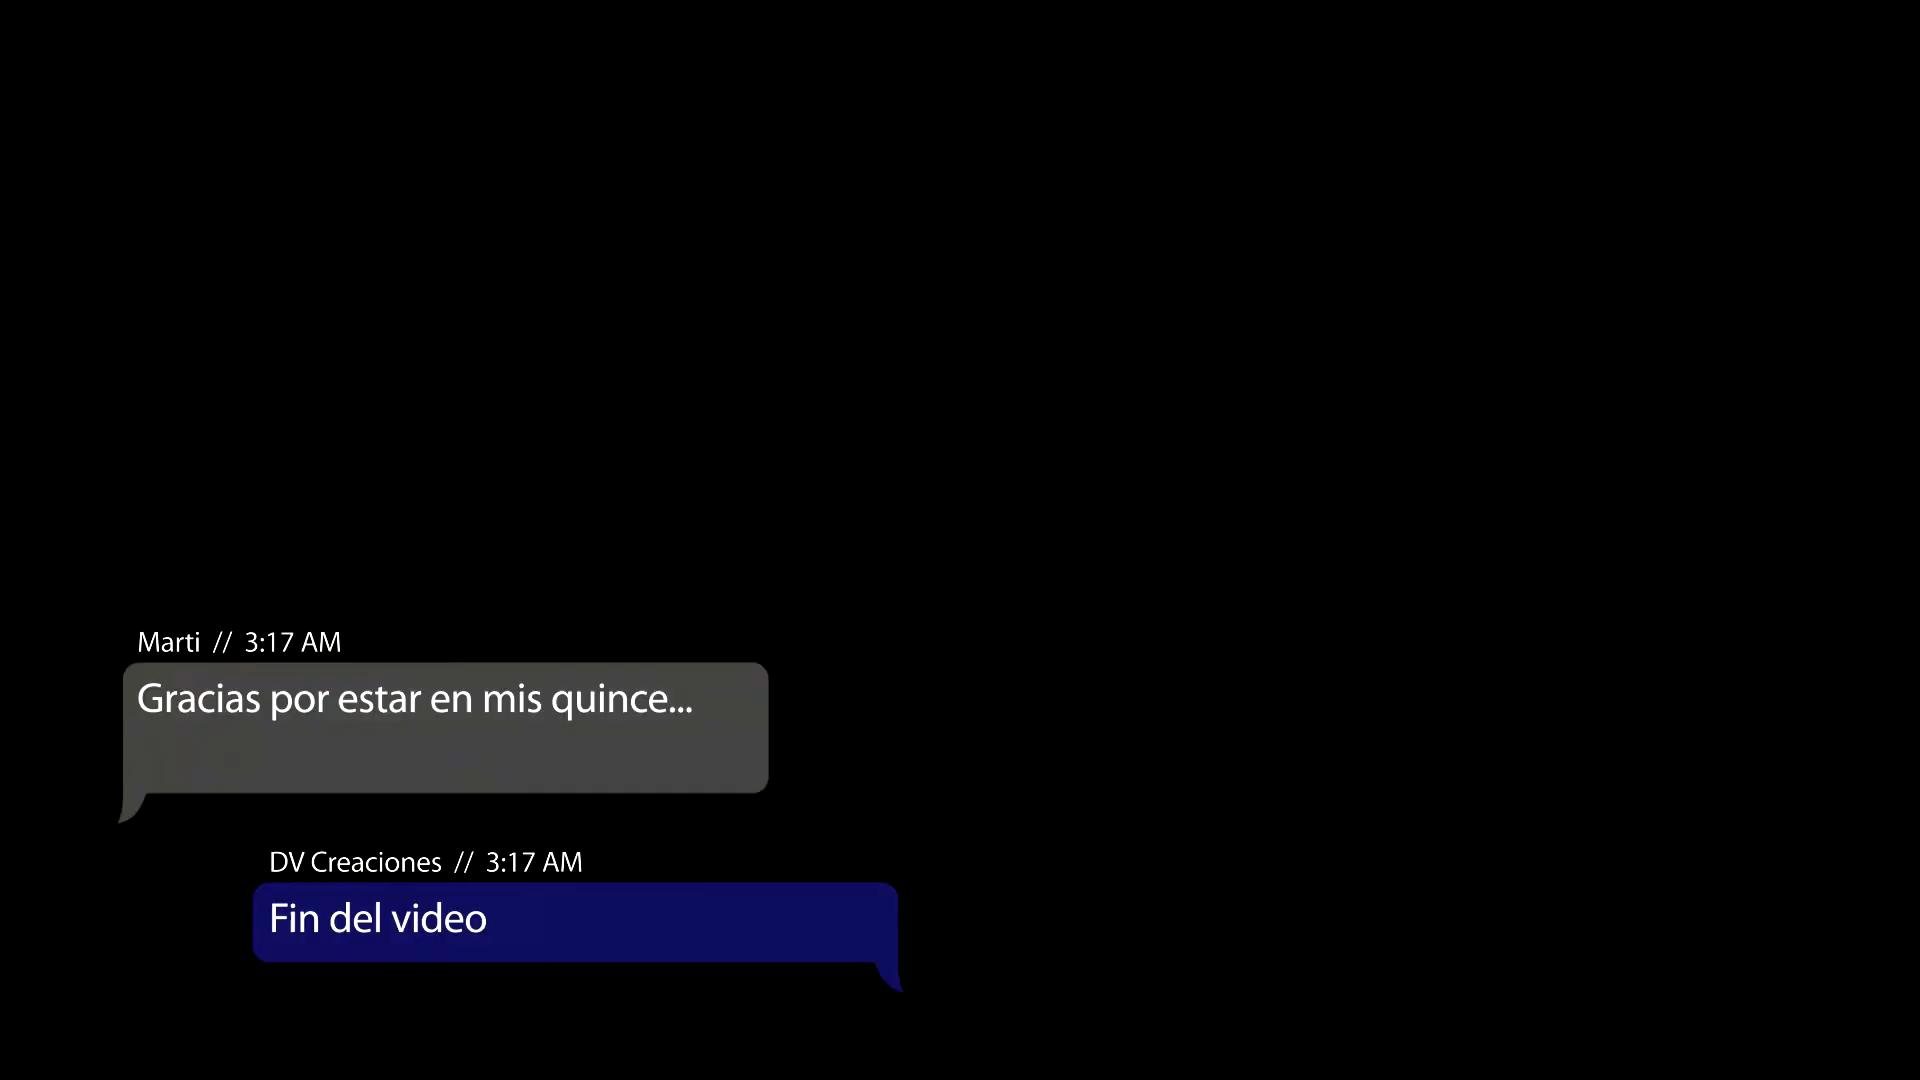 Marti // 3:17 AM
Gracias por estar en mis quince...
DV Creaciones // 3:17 AM
Fin del video